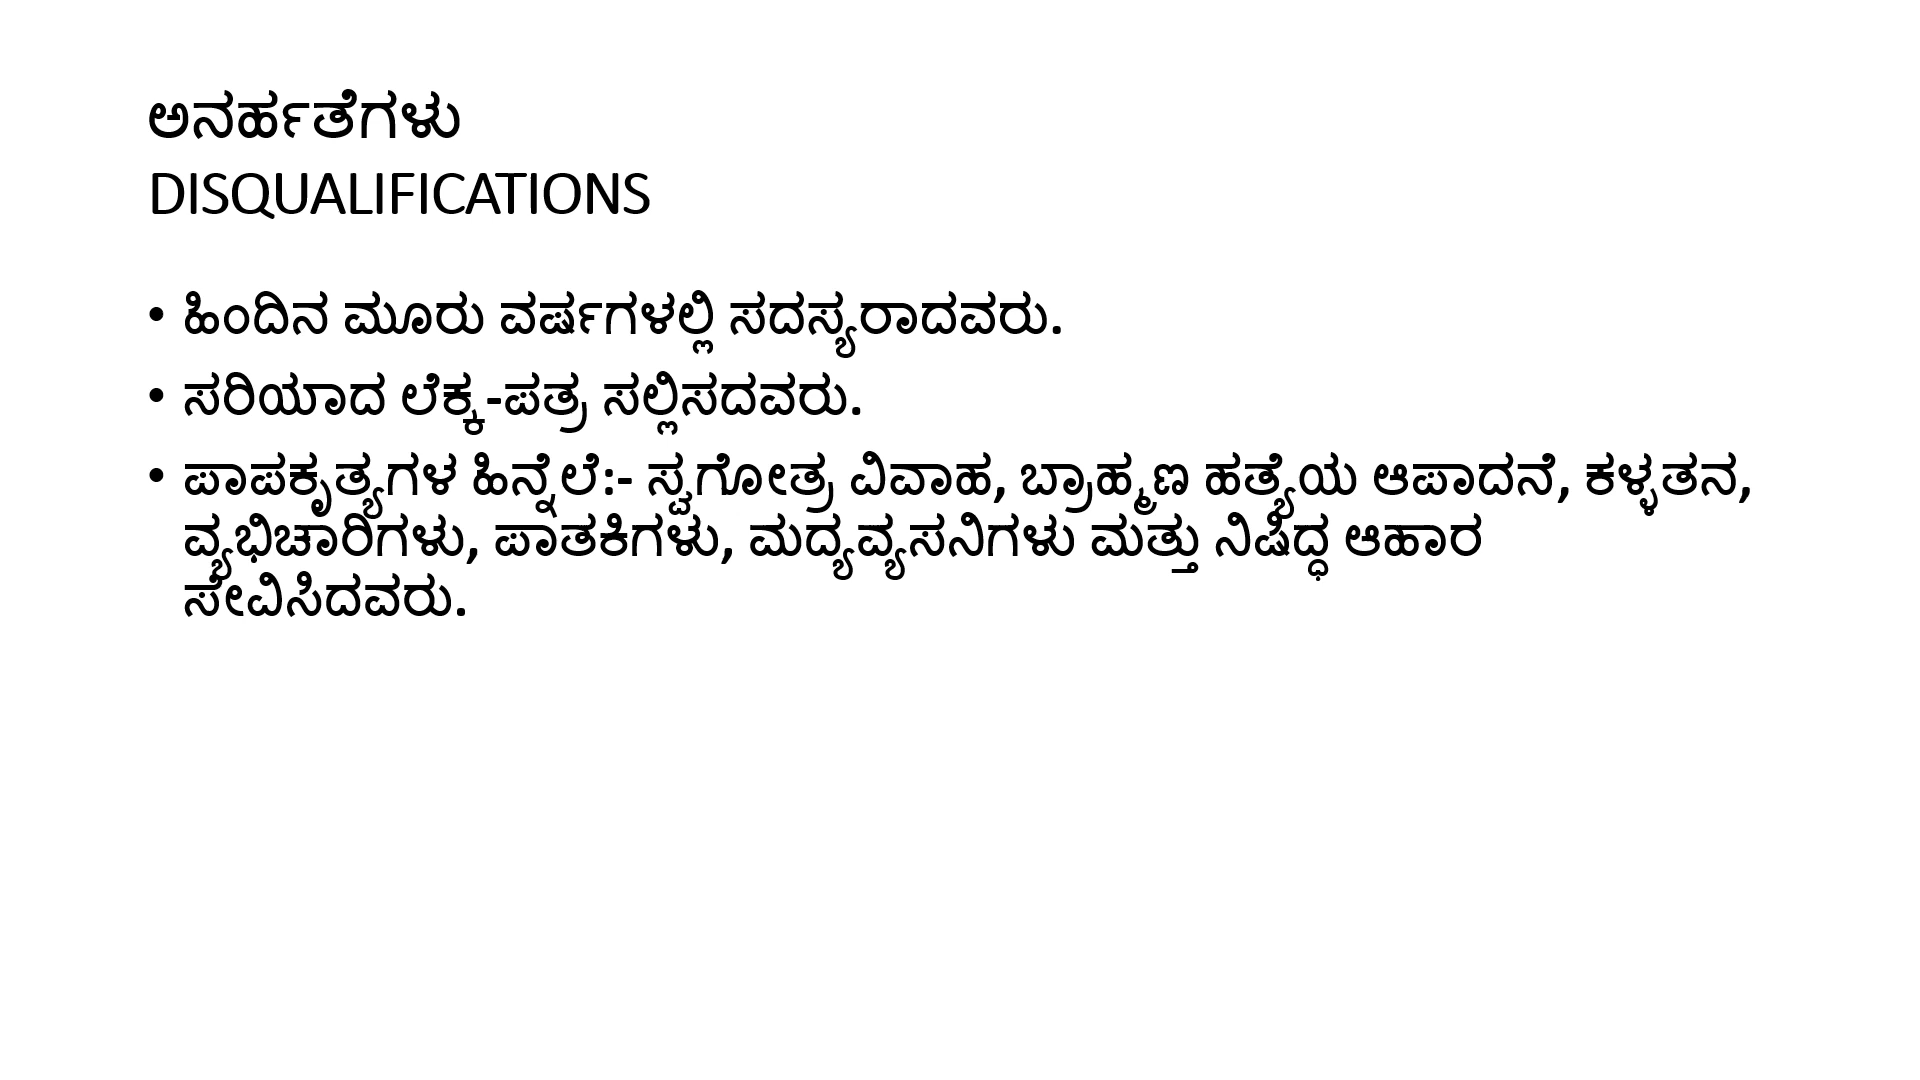 ಅನರ್ಹತೆಗಳು
DISQUALIFICATIONS
• ಹಿಂದಿನ ಮೂರು ವರ್ಷಗಳಲ್ಲಿ ಸದಸ್ಯರಾದವರು.
• ಸರಿಯಾದ ಲೆಕ್ಕ-ಪತ್ರ ಸಲ್ಲಿಸದವರು.
• ಪಾಪಕೃತ್ಯಗಳ ಹಿನ್ನೆಲೆ:- ಸ್ವಗೋತ್ರ ವಿವಾಹ, ಬ್ರಾಹ್ಮಣ ಹತ್ಯೆಯ ಆಪಾದನೆ, ಕಳ್ಳತನ,
ವ್ಯಭಿಚಾರಿಗಳು, ಪಾತಕಿಗಳು, ಮದ್ಯವ್ಯಸನಿಗಳು ಮತ್ತು ನಿಷಿದ್ಧ ಆಹಾರ
ಸೇವಿಸಿದವರು.